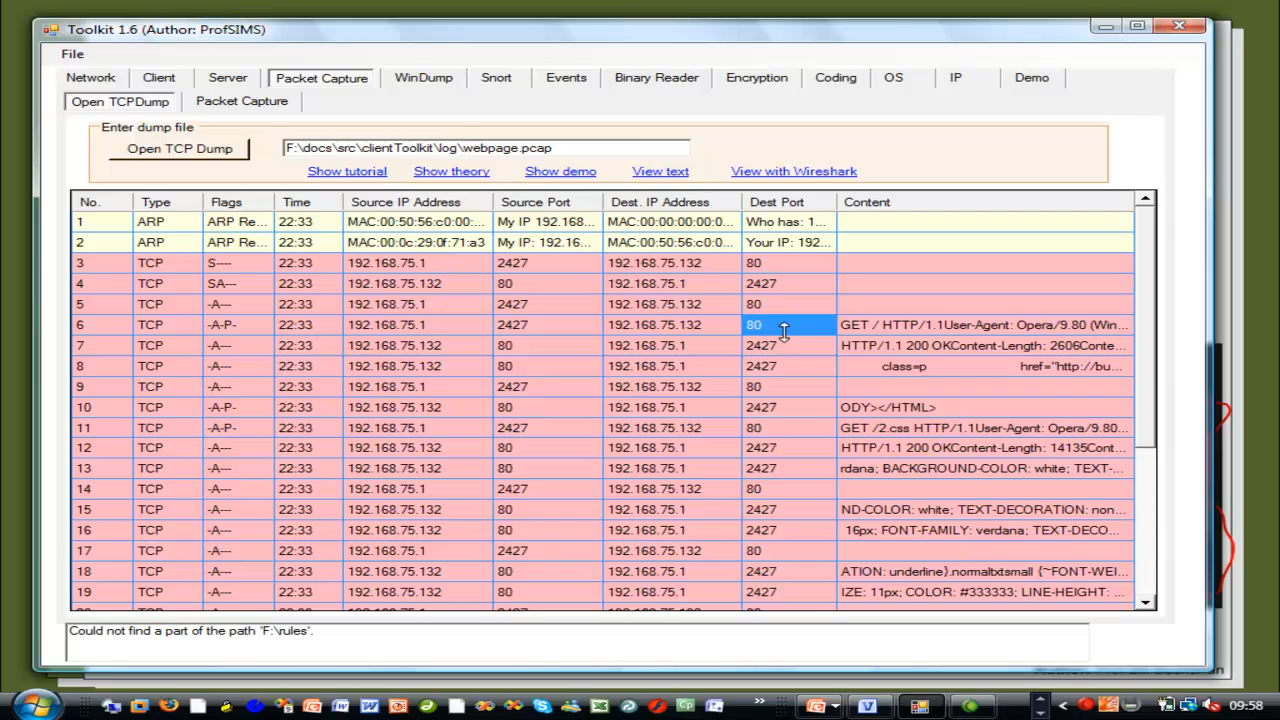 Toolkit 1.6 (Author: ProfSIMS)
File
Network Client Server Packet Capture WinDump Snort Events Binary Reader Encryption Coding OS IP Demo
Open TCPDump Packet Capture
Enter dump file
Open TCP Dump F:\docs\src\clientToolkit\log\webpage.pcap
Show tutorial Show theory Show demo View text View with Wireshark
No. Type Flags Time Source IP Address Source Port Dest. IP Address Dest Port Content
1 ARP ARP Re... 22:33 MAC:00:50:56:c0:00:... My IP 192.168... MAC:00:00:00:00:0... Who has: 1...
2 ARP ARP Re... 22:33 MAC:00:0c:29:0f:71:a3 My IP: 192.16... MAC:00:50:56:c0:0... Your IP: 192...
3 TCP S---- 22:33 192.168.75.1 2427 192.168.75.132 80
4 TCP SA--- 22:33 192.168.75.132 80 192.168.75.1 2427
5 TCP -A--- 22:33 192.168.75.1 2427 192.168.75.132 80
6 TCP -A-P- 22:33 192.168.75.1 2427 192.168.75.132 80 GET / HTTP/1.1User-Agent: Opera/9.80 (Win...
7 TCP -A--- 22:33 192.168.75.132 80 192.168.75.1 2427 HTTP/1.1 200 OKContent-Length: 2606Conte...
8 TCP -A--- 22:33 192.168.75.132 80 192.168.75.1 2427 class=p href="http://bu...
9 TCP -A--- 22:33 192.168.75.1 2427 192.168.75.132 80
10 TCP -A-P- 22:33 192.168.75.132 80 192.168.75.1 2427 ODY></HTML>
11 TCP -A-P- 22:33 192.168.75.1 2427 192.168.75.132 80 GET /2.css HTTP/1.1User-Agent: Opera/9.80...
12 TCP -A--- 22:33 192.168.75.132 80 192.168.75.1 2427 HTTP/1.1 200 OKContent-Length: 14135Cont...
13 TCP -A--- 22:33 192.168.75.132 80 192.168.75.1 2427 rdana; BACKGROUND-COLOR: white; TEXT-...
14 TCP -A--- 22:33 192.168.75.1 2427 192.168.75.132 80
15 TCP -A--- 22:33 192.168.75.132 80 192.168.75.1 2427 ND-COLOR: white; TEXT-DECORATION: non...
16 TCP -A--- 22:33 192.168.75.132 80 192.168.75.1 2427 16px; FONT-FAMILY: verdana; TEXT-DECO...
17 TCP -A--- 22:33 192.168.75.1 2427 192.168.75.132 80
18 TCP -A--- 22:33 192.168.75.132 80 192.168.75.1 2427 ATION: underline}.normaltxtsmall {~FONT-WEI...
19 TCP -A--- 22:33 192.168.75.132 80 192.168.75.1 2427 IZE: 11px; COLOR: #333333; LINE-HEIGHT: ...
Could not find a part of the path 'F:\rules'.
09:58